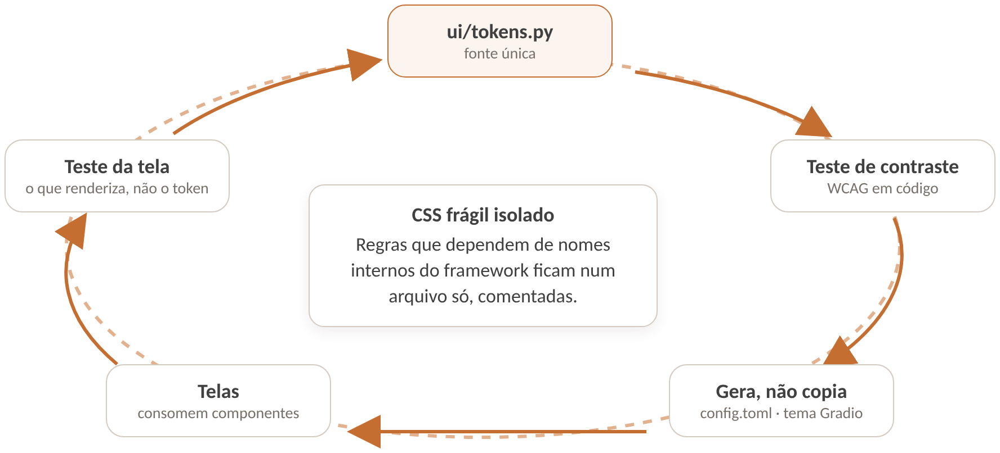 ui/tokens.py
fonte única
Teste da tela
o que renderiza, não o token
Teste de contraste
WCAG em código
CSS frágil isolado
Regras que dependem de nomes
internos do framework ficam num
arquivo só, comentadas.
Telas
consomem componentes
Gera, não copia
config.toml · tema Gradio